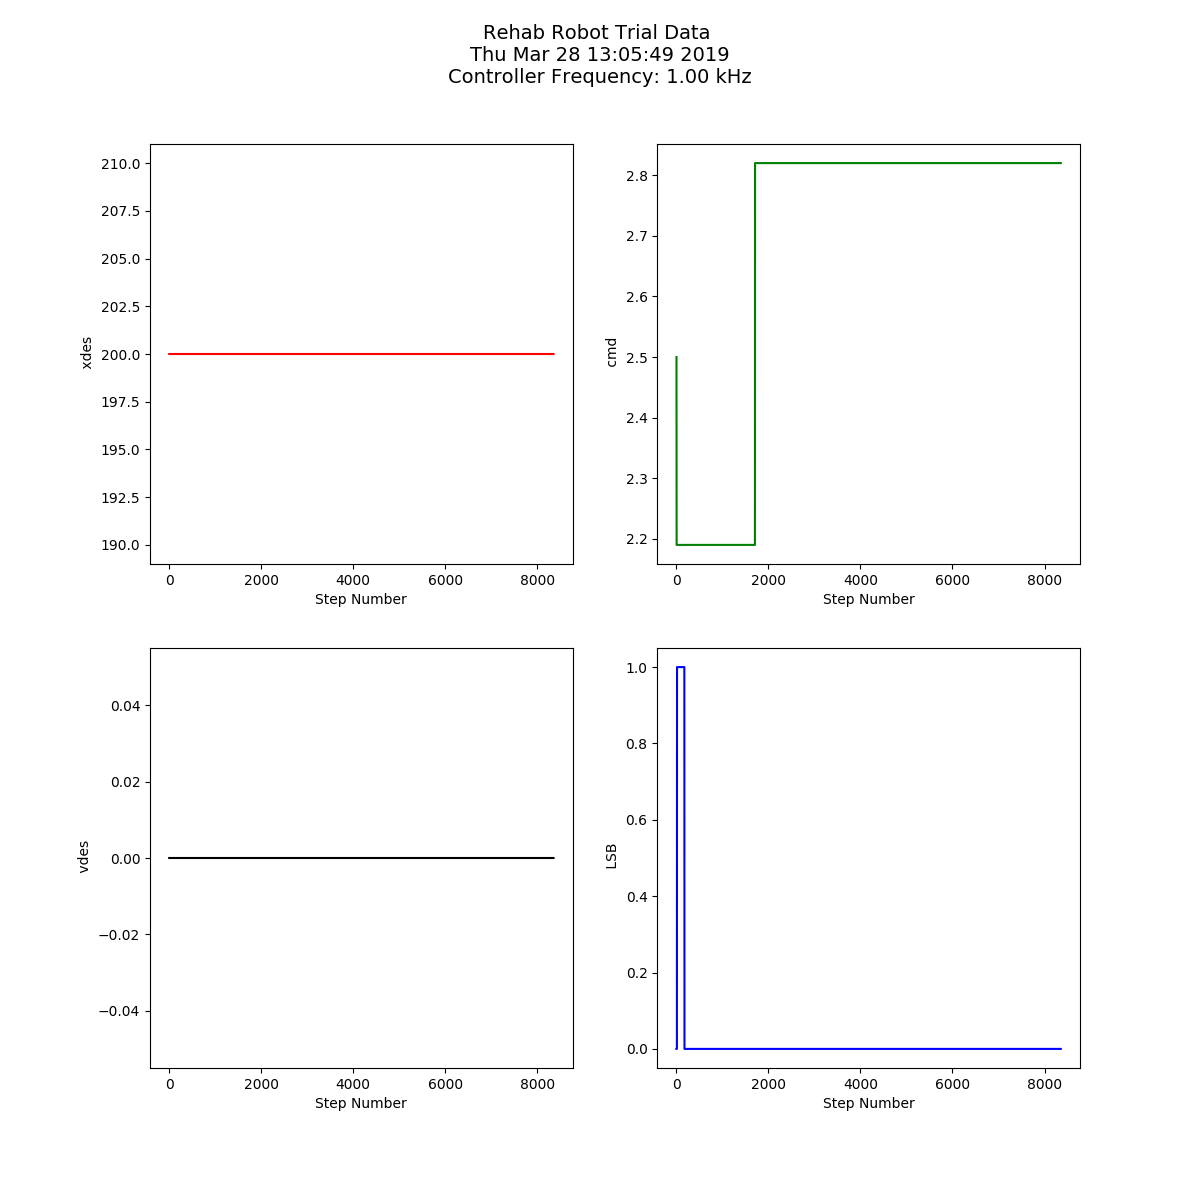 Rehab Robot Trial Data
Thu Mar 28 13:05:49 2019
Controller Frequency: 1.00 kHz
210.0
207.5
205.0
202.5
200.0
197.5
195.0
192.5
190.0
xdes
0 2000 4000 6000 8000
Step Number
2.8
2.7
2.6
2.5
2.4
2.3
2.2
cmd
0 2000 4000 6000 8000
Step Number
0.04
0.02
0.00
−0.02
−0.04
vdes
0 2000 4000 6000 8000
Step Number
1.0
0.8
0.6
0.4
0.2
0.0
LSB
0 2000 4000 6000 8000
Step Number